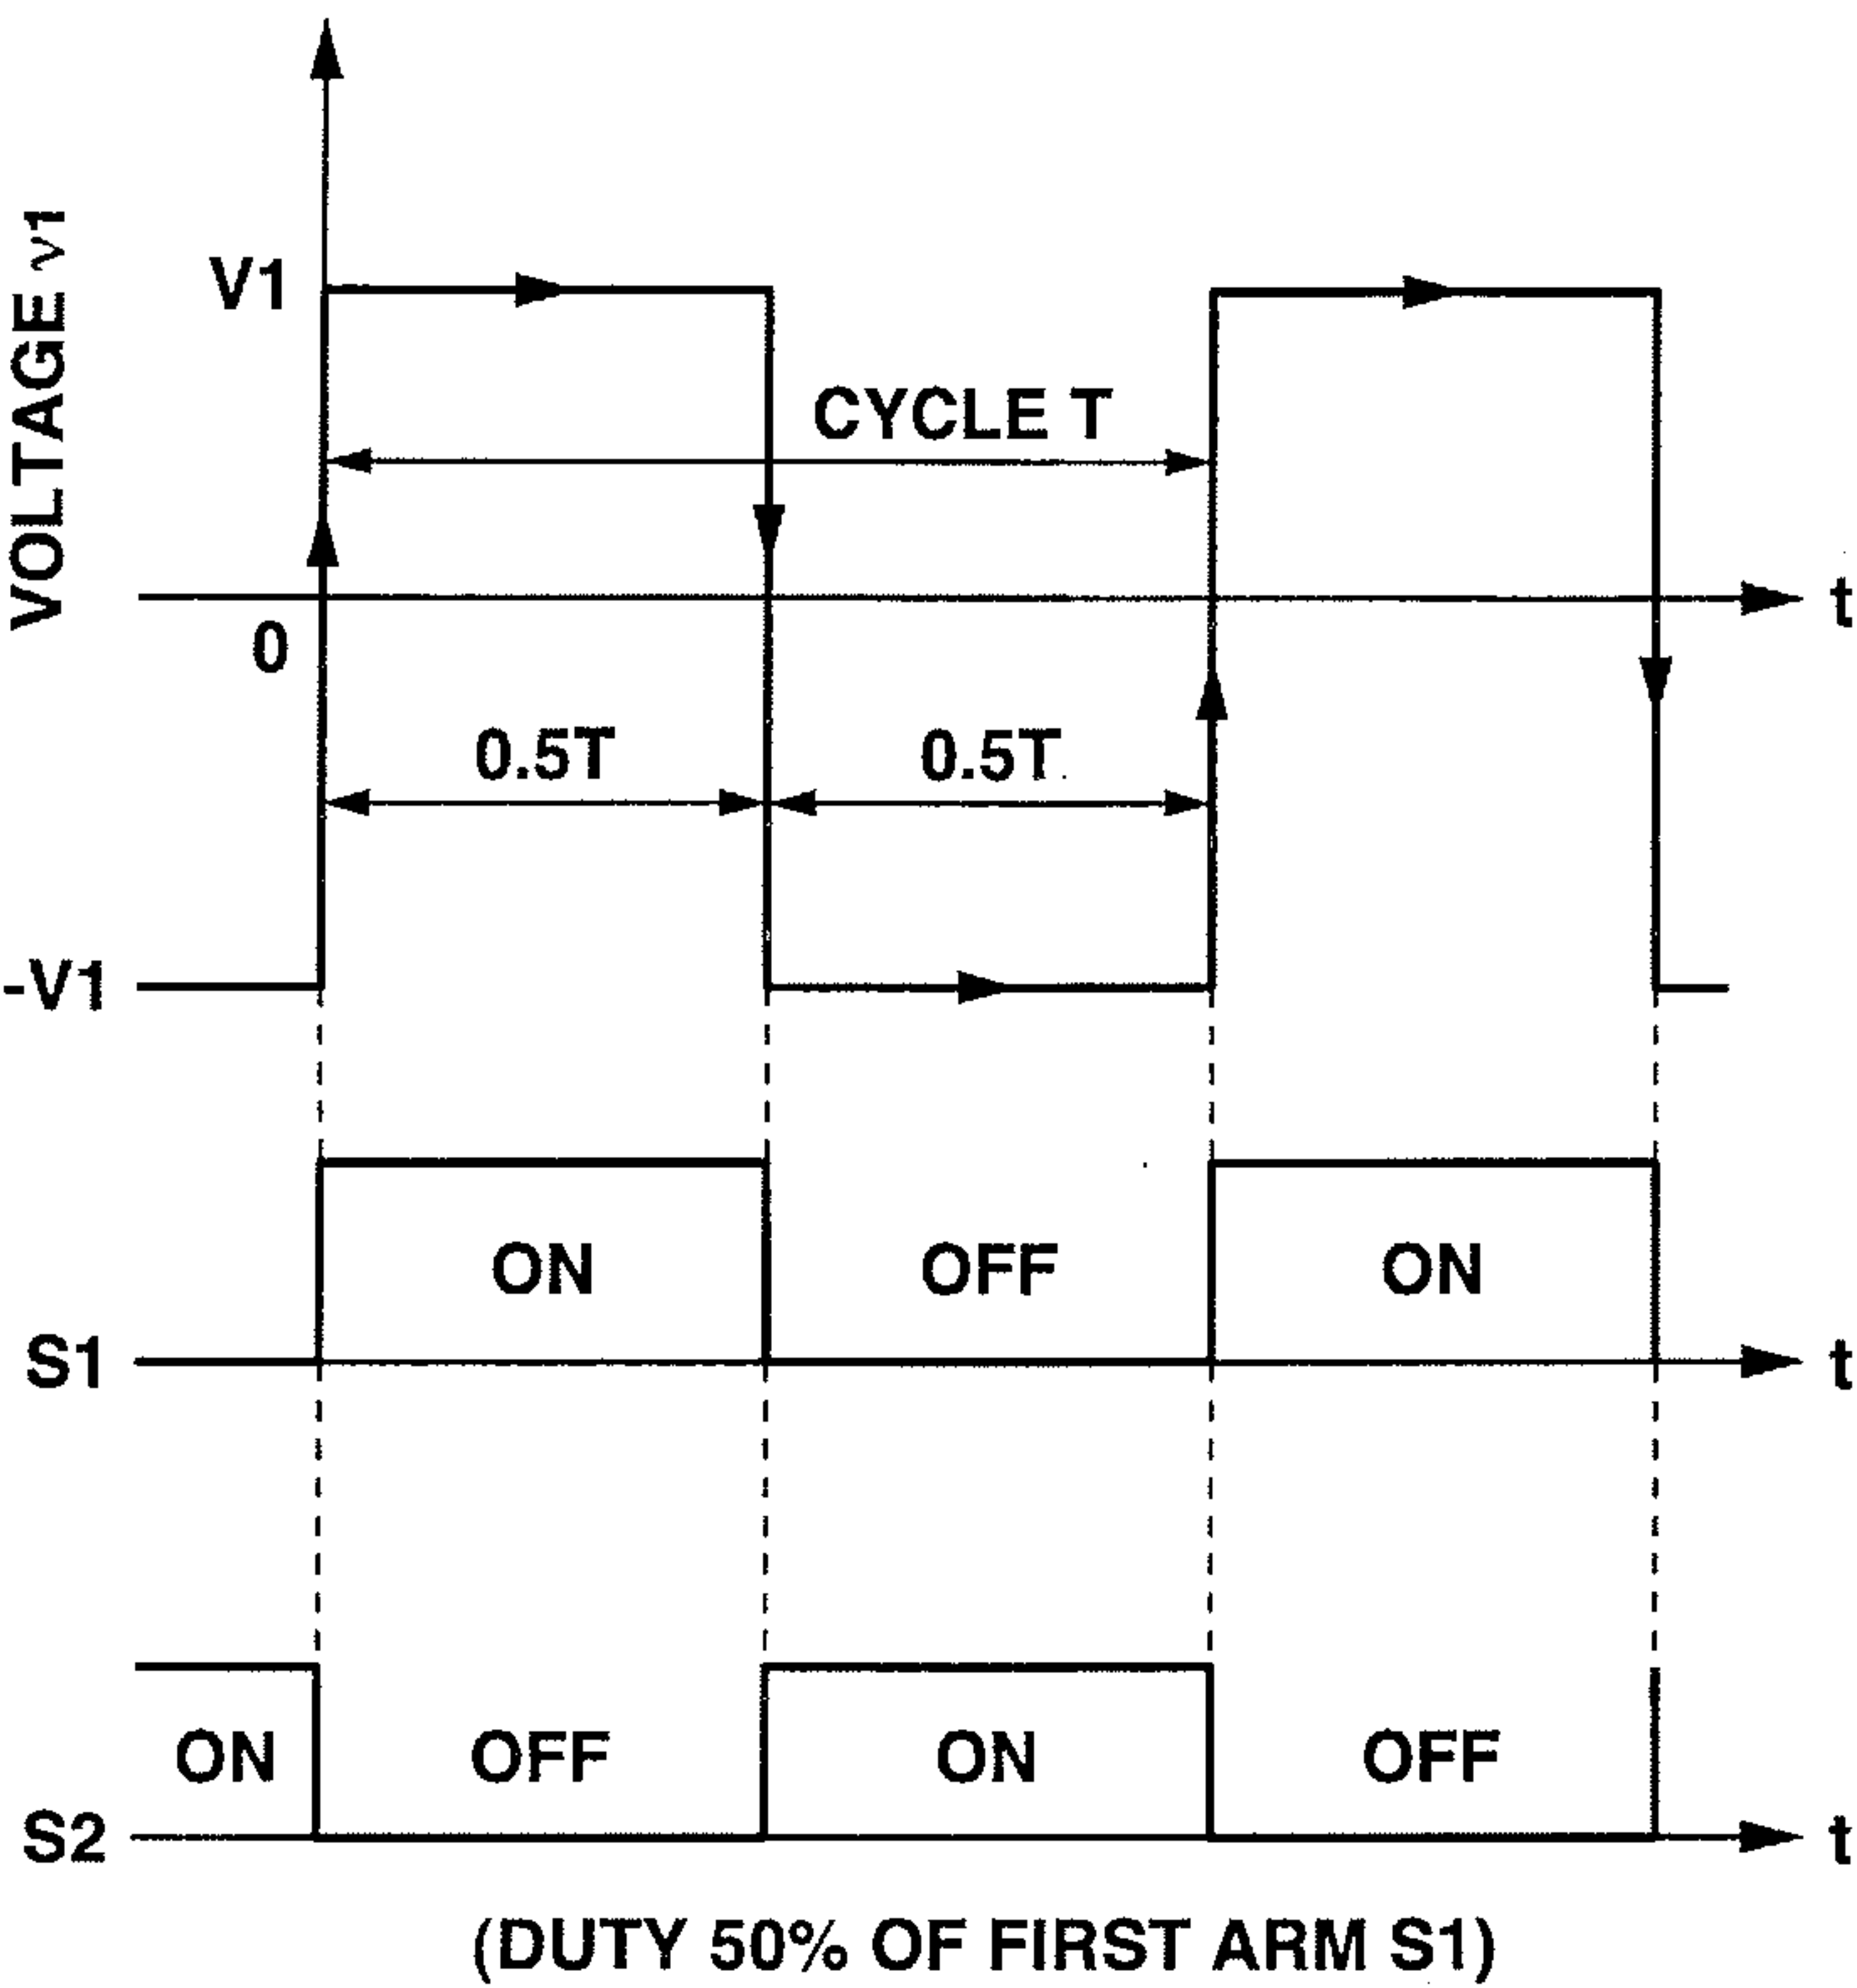 VOLTAGE v1
V1
CYCLE T
t
0
0.5T 0.5T
-V1
ON OFF ON
S1 t
ON OFF ON OFF
S2 t
(DUTY 50% OF FIRST ARM S1)